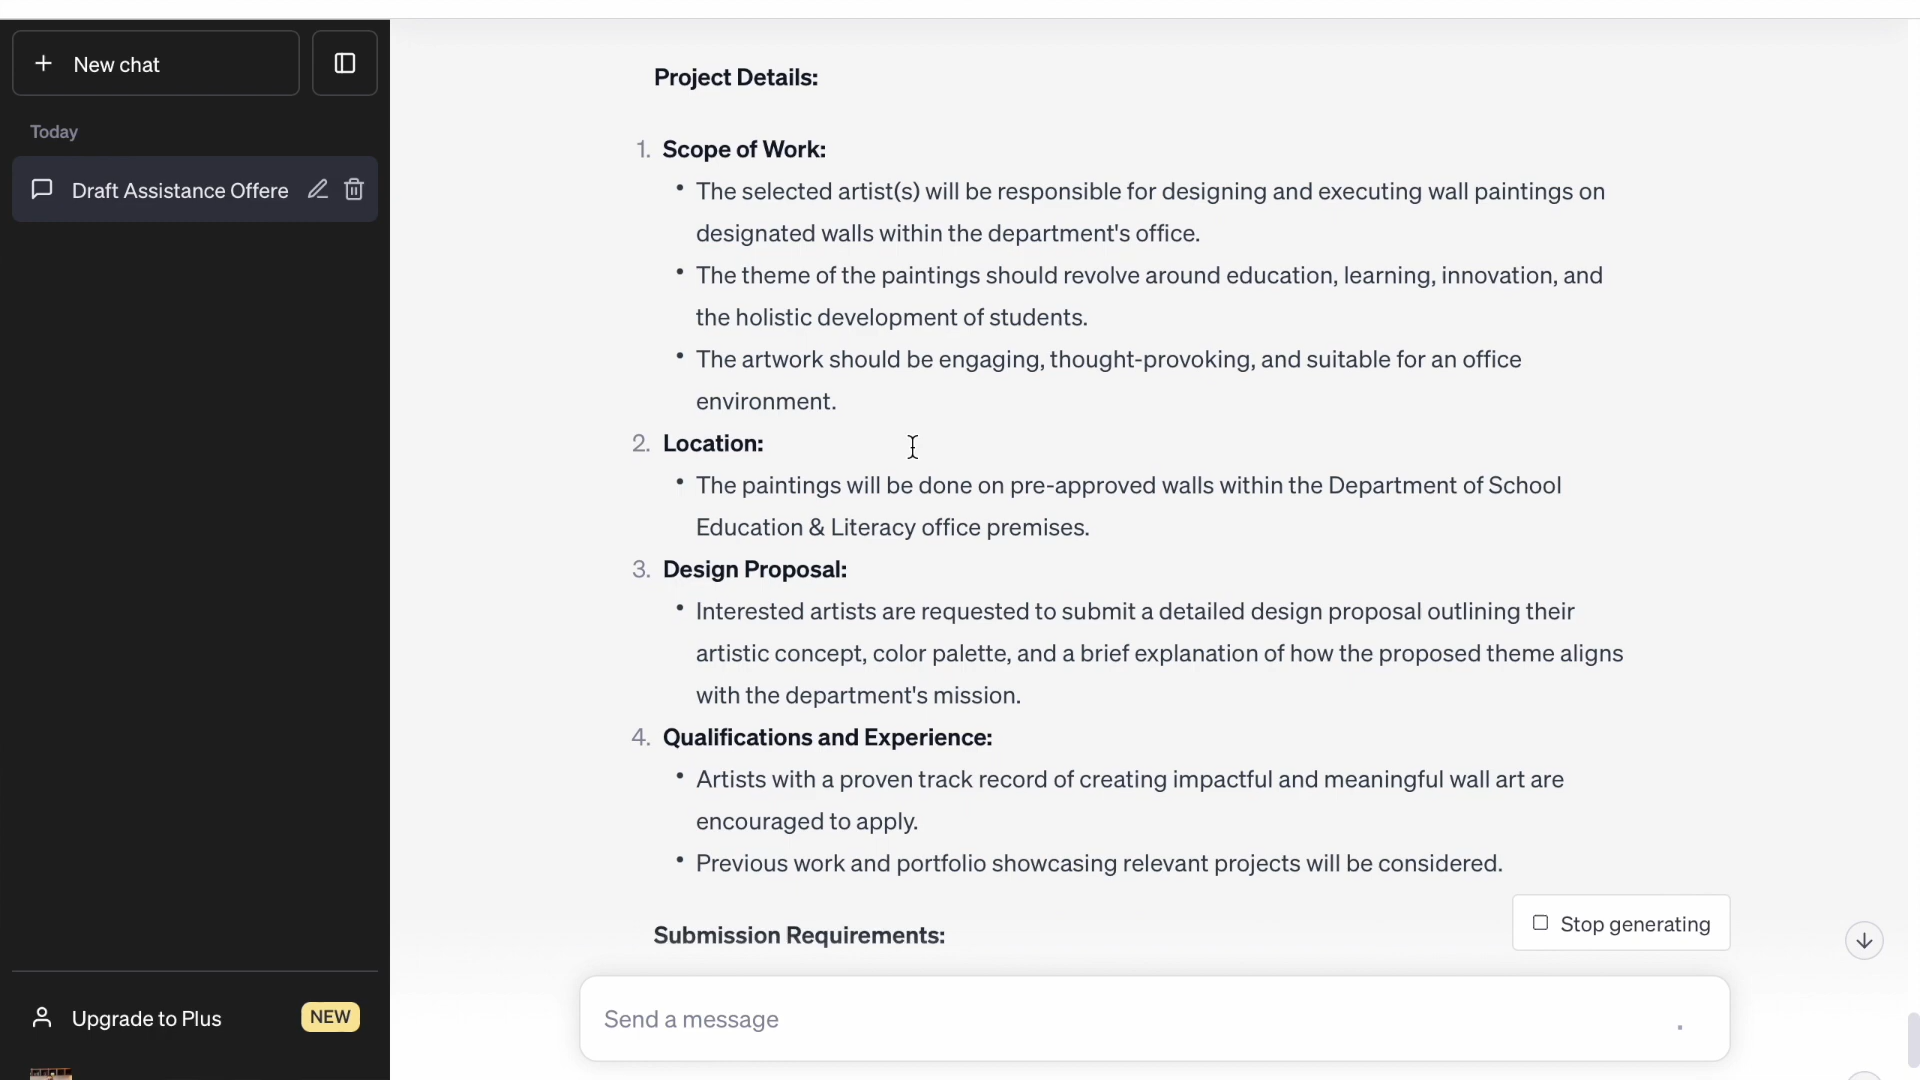 New chat
Today
Draft Assistance Offere
Project Details:
1. Scope of Work:
• The selected artist(s) will be responsible for designing and executing wall paintings on
designated walls within the department's office.
• The theme of the paintings should revolve around education, learning, innovation, and
the holistic development of students.
• The artwork should be engaging, thought-provoking, and suitable for an office
environment.
2. Location:
• The paintings will be done on pre-approved walls within the Department of School
Education & Literacy office premises.
3. Design Proposal:
• Interested artists are requested to submit a detailed design proposal outlining their
artistic concept, color palette, and a brief explanation of how the proposed theme aligns
with the department's mission.
4. Qualifications and Experience:
• Artists with a proven track record of creating impactful and meaningful wall art are
encouraged to apply.
• Previous work and portfolio showcasing relevant projects will be considered.
Submission Requirements:
Stop generating
Send a message
Upgrade to Plus NEW